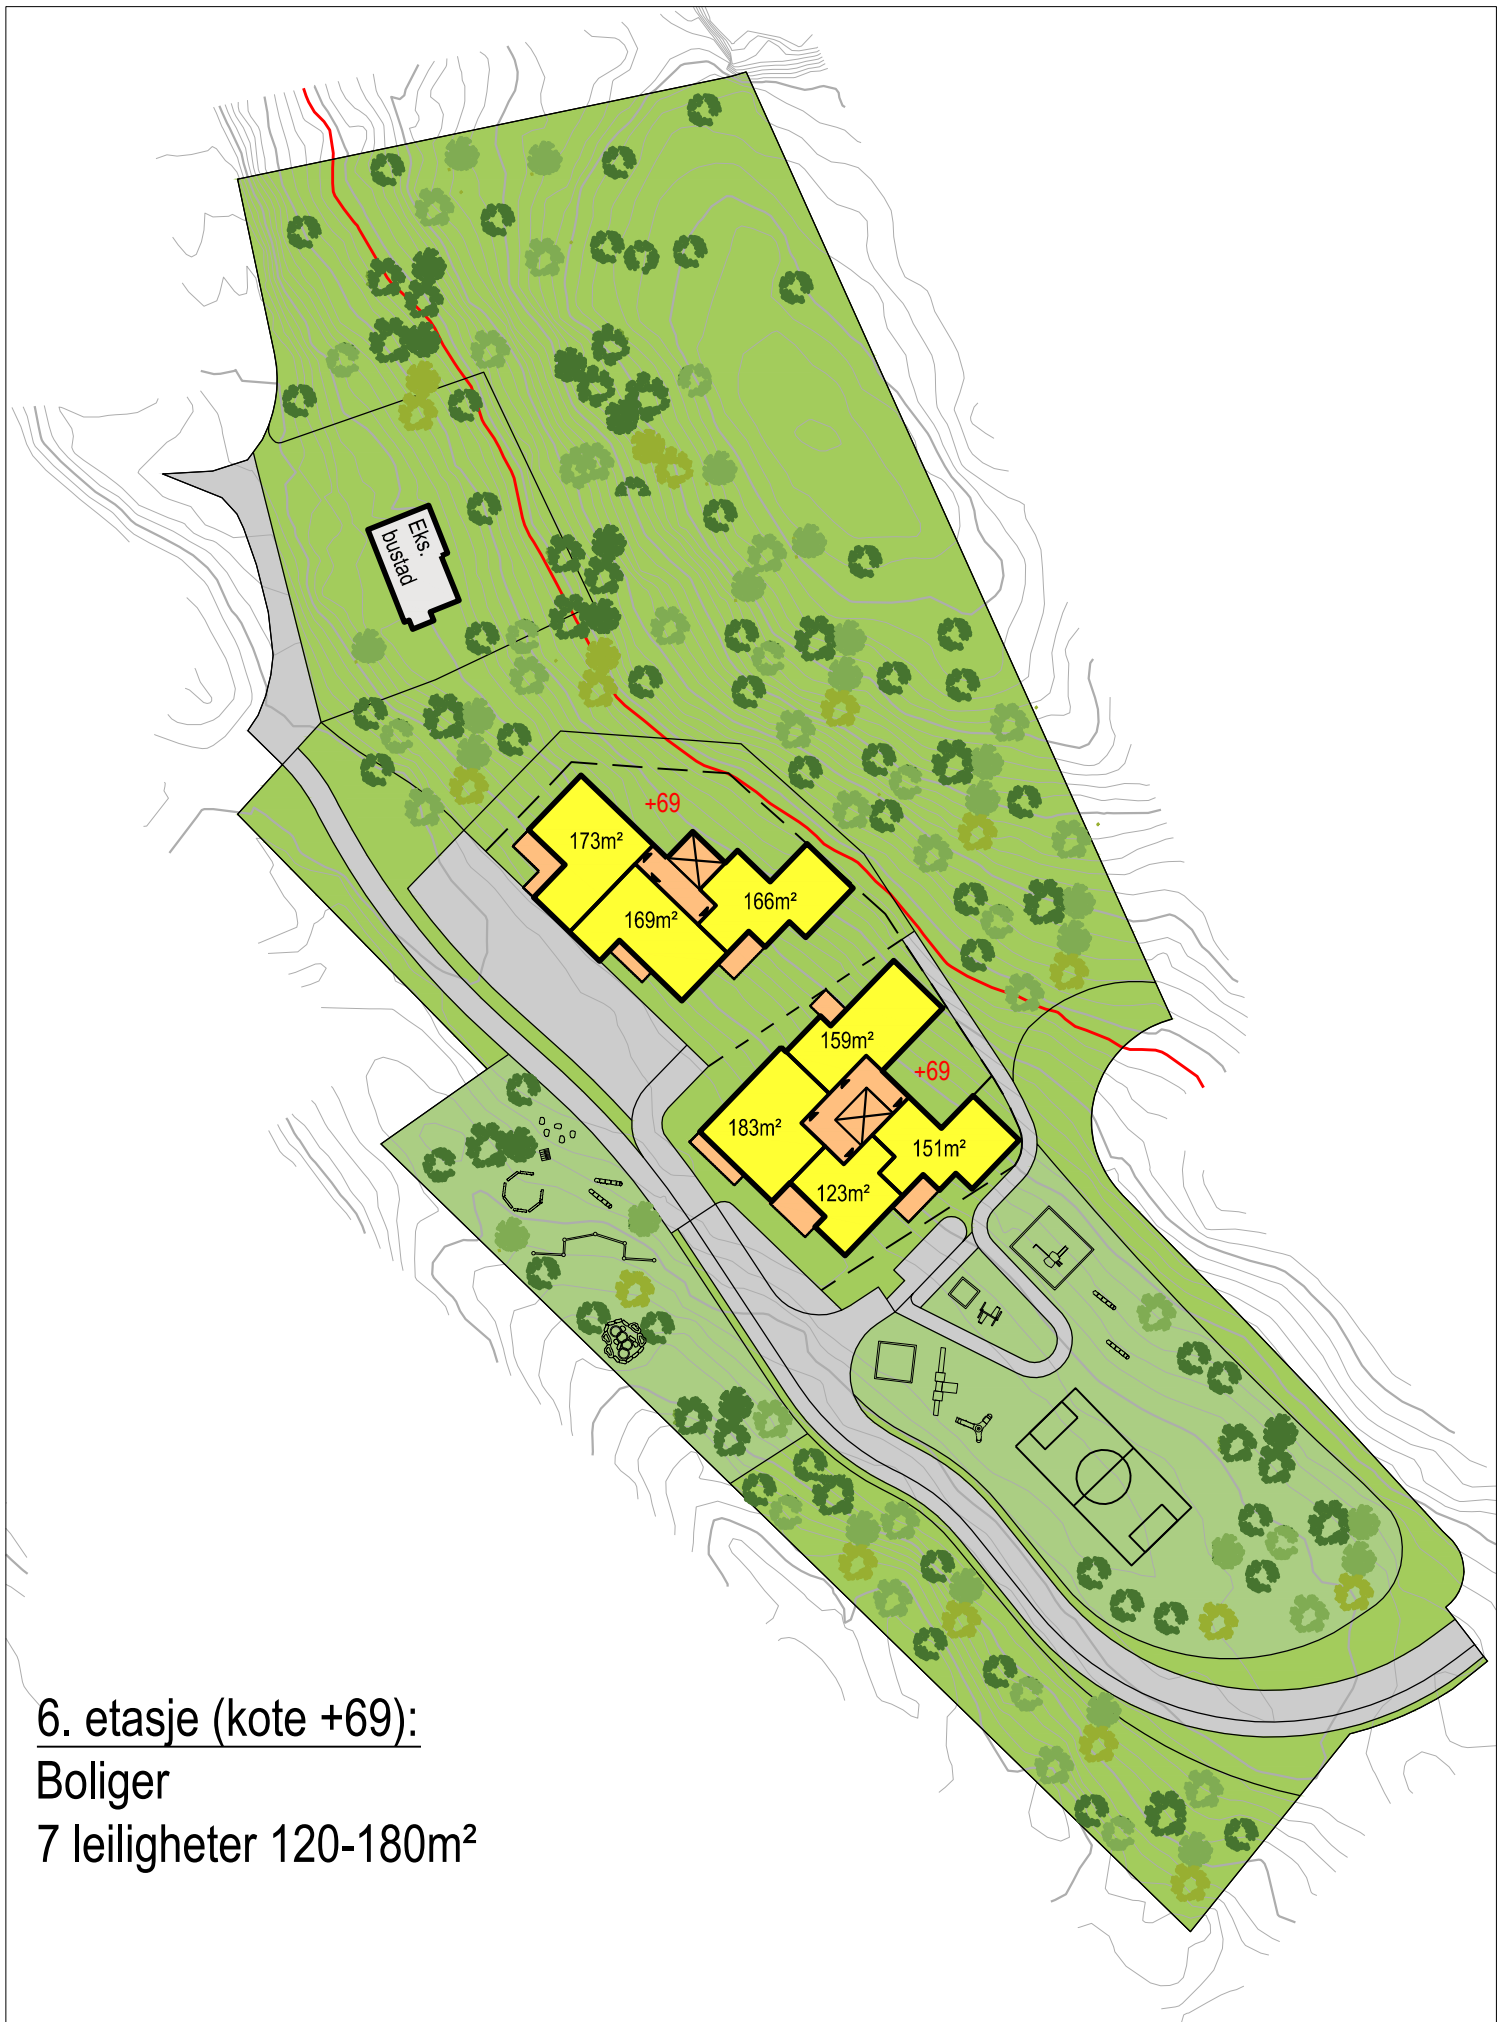 Eks.
bustad
+69
173m²
169m²
166m²
159m²
+69
183m²
151m²
123m²
6. etasje (kote +69):
Boliger
7 leiligheter 120-180m²